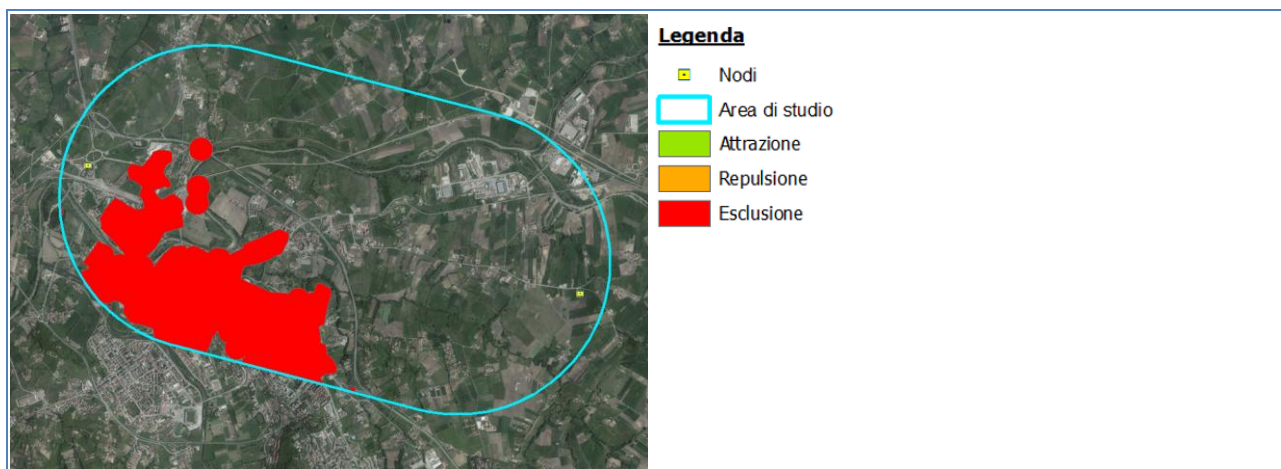 Legenda
Nodi
Area di studio
Attrazione
Repulsione
Esclusione